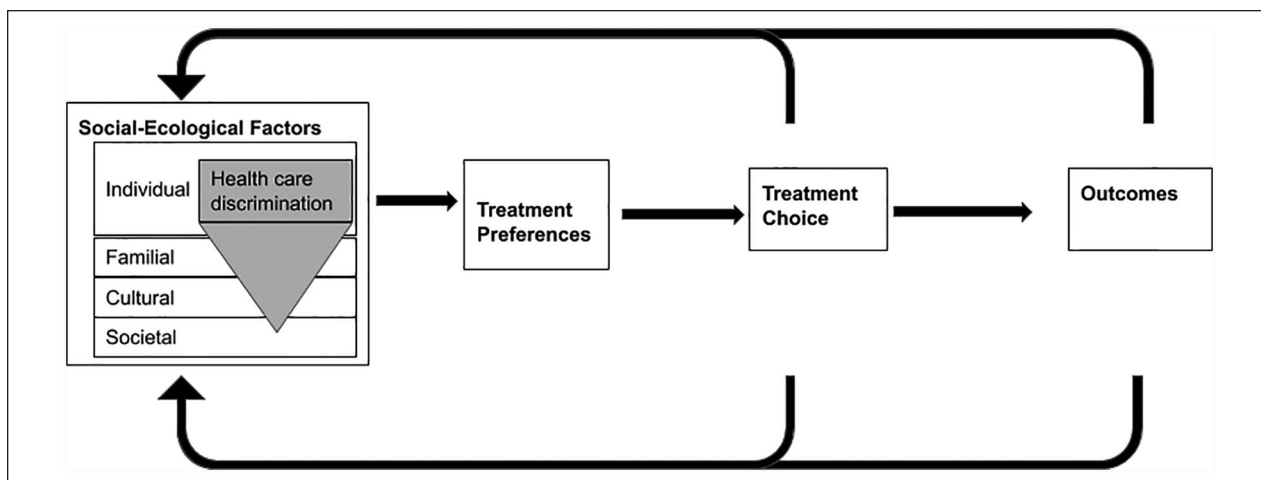 Social-Ecological Factors
Individual
Health care
discrimination
Familial
Cultural
Societal
Treatment
Preferences
Treatment
Choice
Outcomes